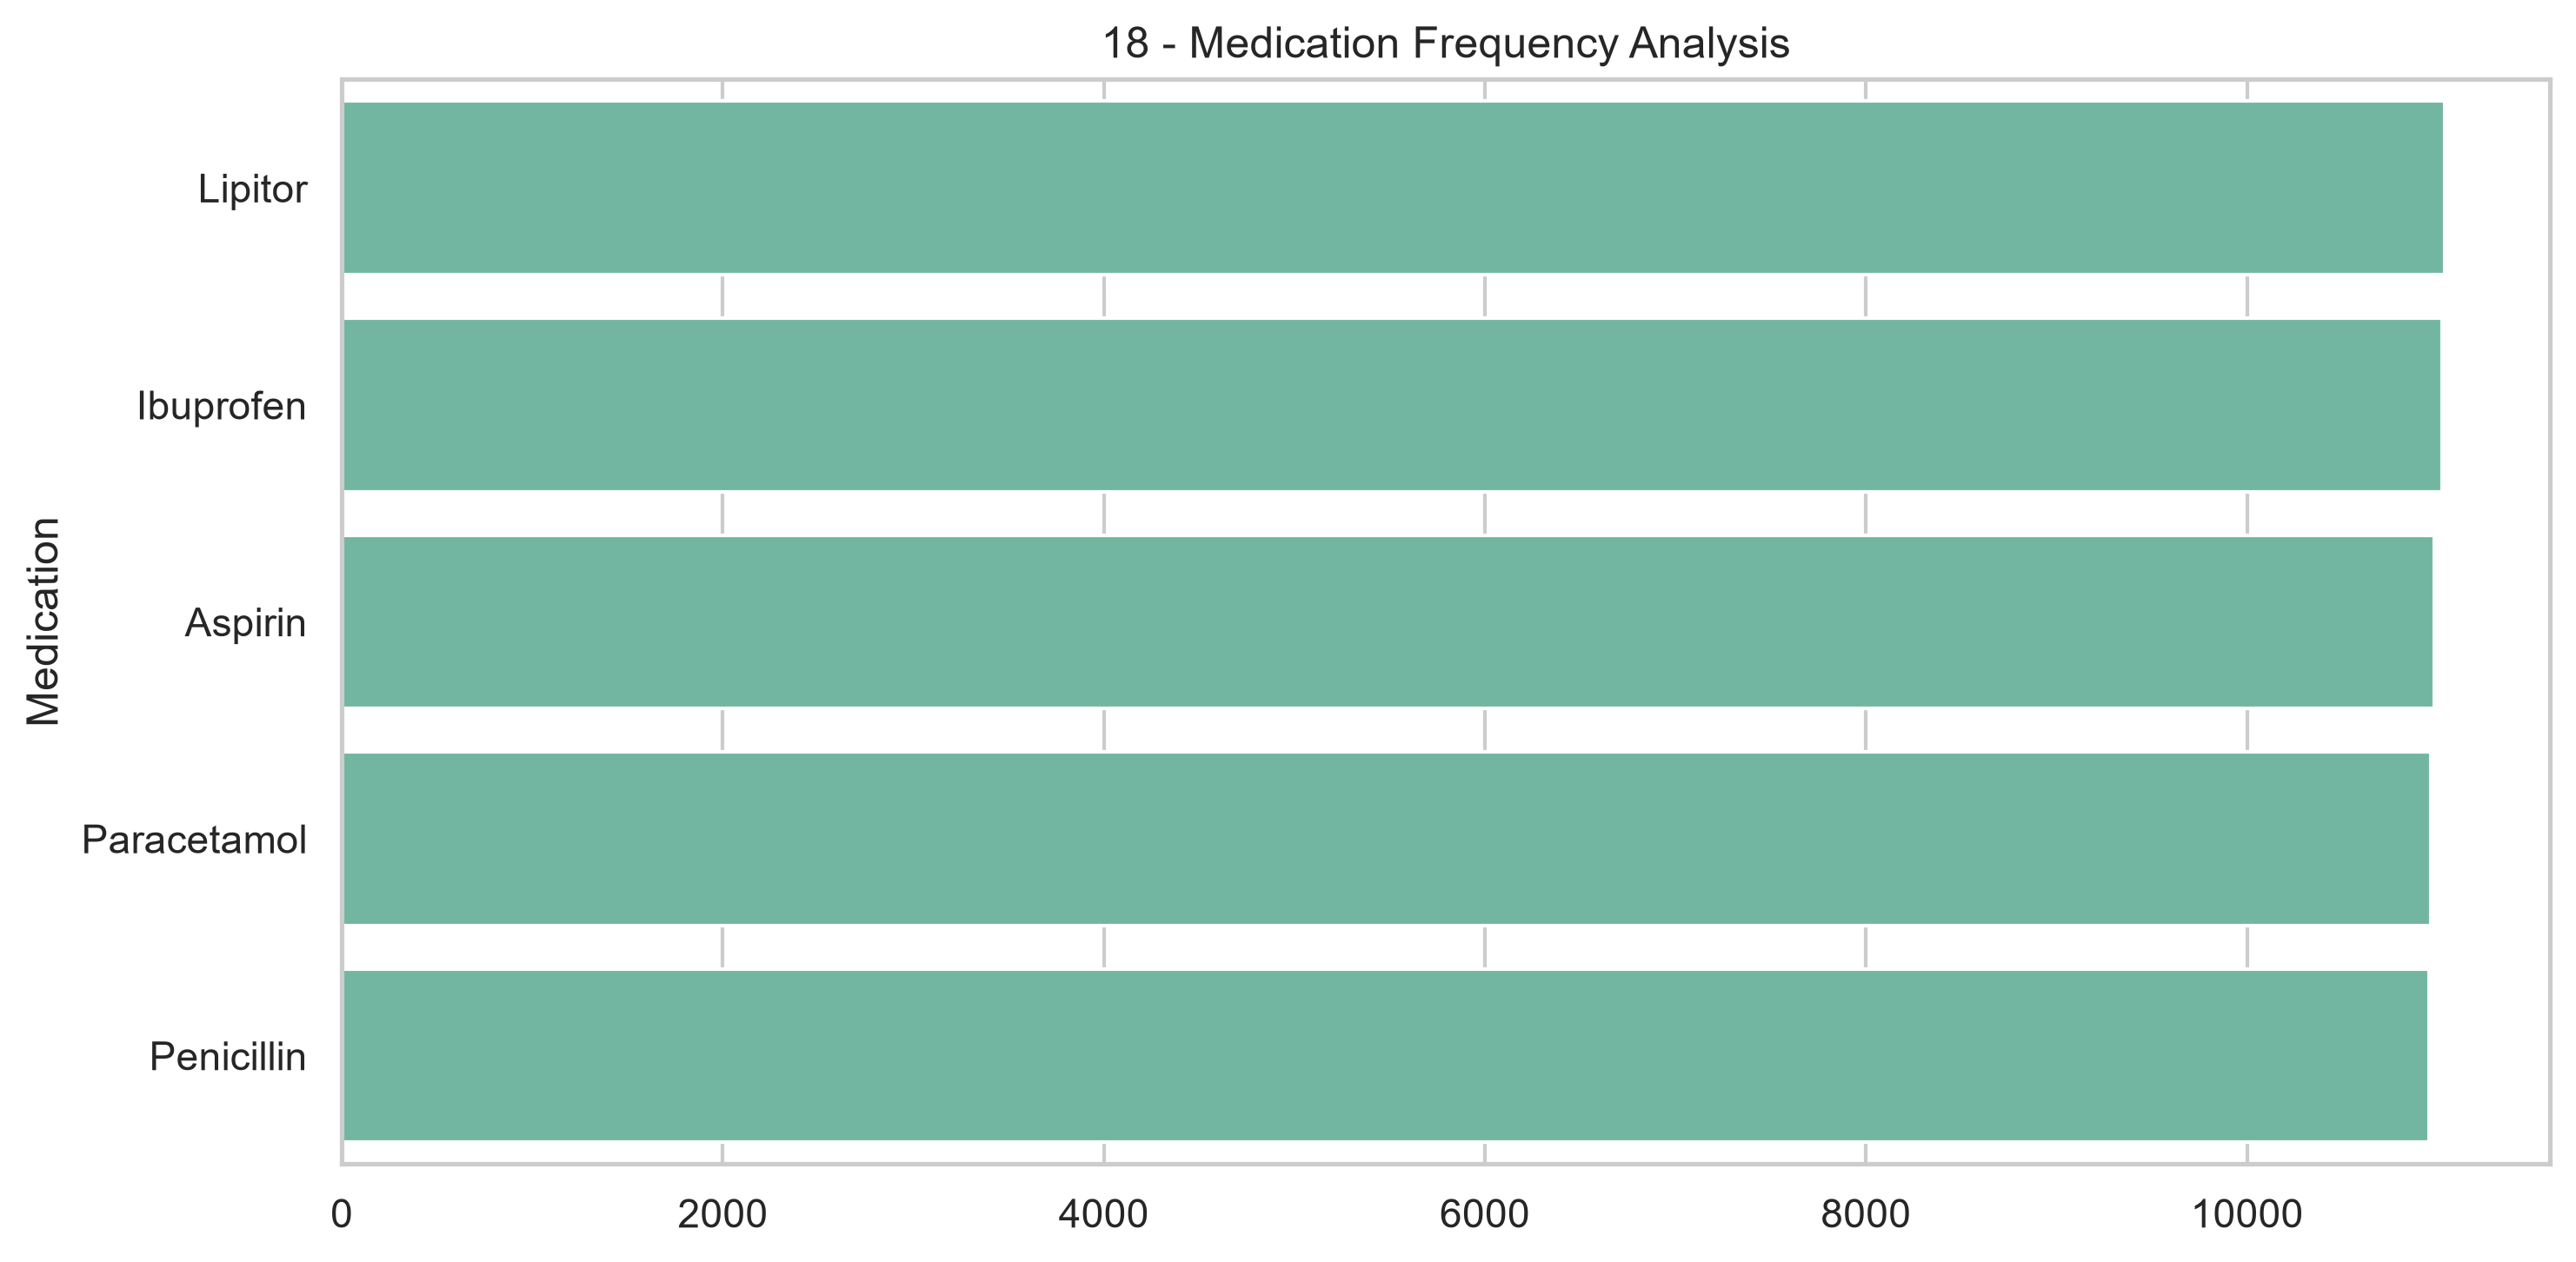 18 - Medication Frequency Analysis
Medication
Lipitor
Ibuprofen
Aspirin
Paracetamol
Penicillin
0 2000 4000 6000 8000 10000